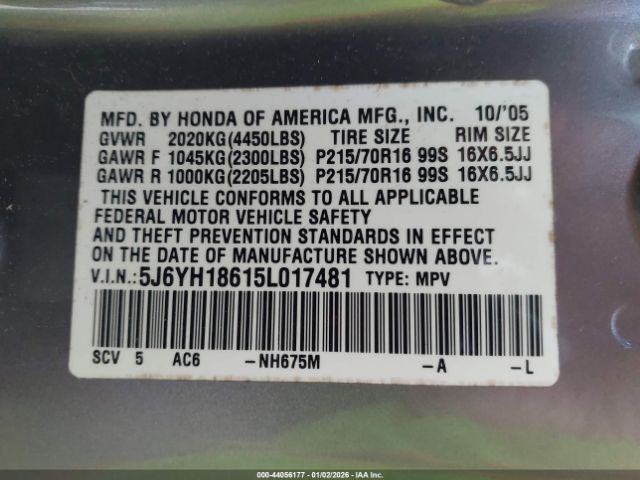 MFD. BY HONDA OF AMERICA MFG., INC. 10/'05
GVWR 2020KG(4450LBS) TIRE SIZE RIM SIZE
GAWR F 1045KG(2300LBS) P215/70R16 99S 16X6.5JJ
GAWR R 1000KG(2205LBS) P215/70R16 99S 16X6.5JJ
THIS VEHICLE CONFORMS TO ALL APPLICABLE
FEDERAL MOTOR VEHICLE SAFETY
AND THEFT PREVENTION STANDARDS IN EFFECT
ON THE DATE OF MANUFACTURE SHOWN ABOVE.
V.I.N.:5J6YH18615L017481 TYPE: MPV
SCV 5 AC6 -NH675M -A -L
000-44056177 - 01/02/2026 - © IAA Inc.